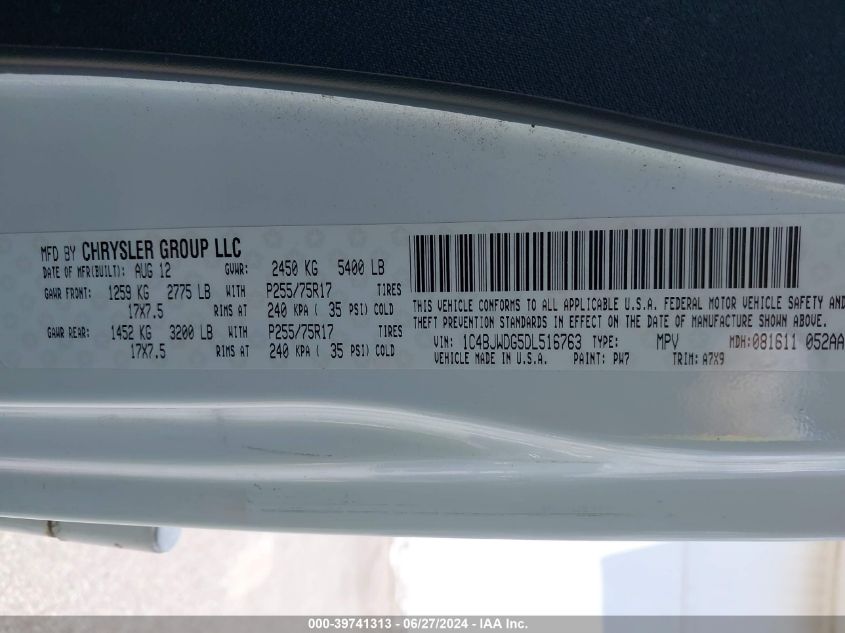 MFD BY CHRYSLER GROUP LLC
DATE OF MFR(BUILT): AUG 12 GVWR: 2450 KG 5400 LB
GAWR FRONT: 1259 KG 2775 LB WITH P255/75R17 TIRES
17X7.5 RIMS AT 240 KPA ( 35 PSI) COLD
GAWR REAR: 1452 KG 3200 LB WITH P255/75R17 TIRES
17X7.5 RIMS AT 240 KPA ( 35 PSI) COLD
THIS VEHICLE CONFORMS TO ALL APPLICABLE U.S.A. FEDERAL MOTOR VEHICLE SAFETY AND
THEFT PREVENTION STANDARDS IN EFFECT ON THE DATE OF MANUFACTURE SHOWN ABOVE.
VIN: 1C4BJWDG5DL516763 TYPE: MPV MDH:081611 052AA
VEHICLE MADE IN U.S.A. PAINT: PW7 TRIM: A7X9
000-39741313 - 06/27/2024 - IAA Inc.